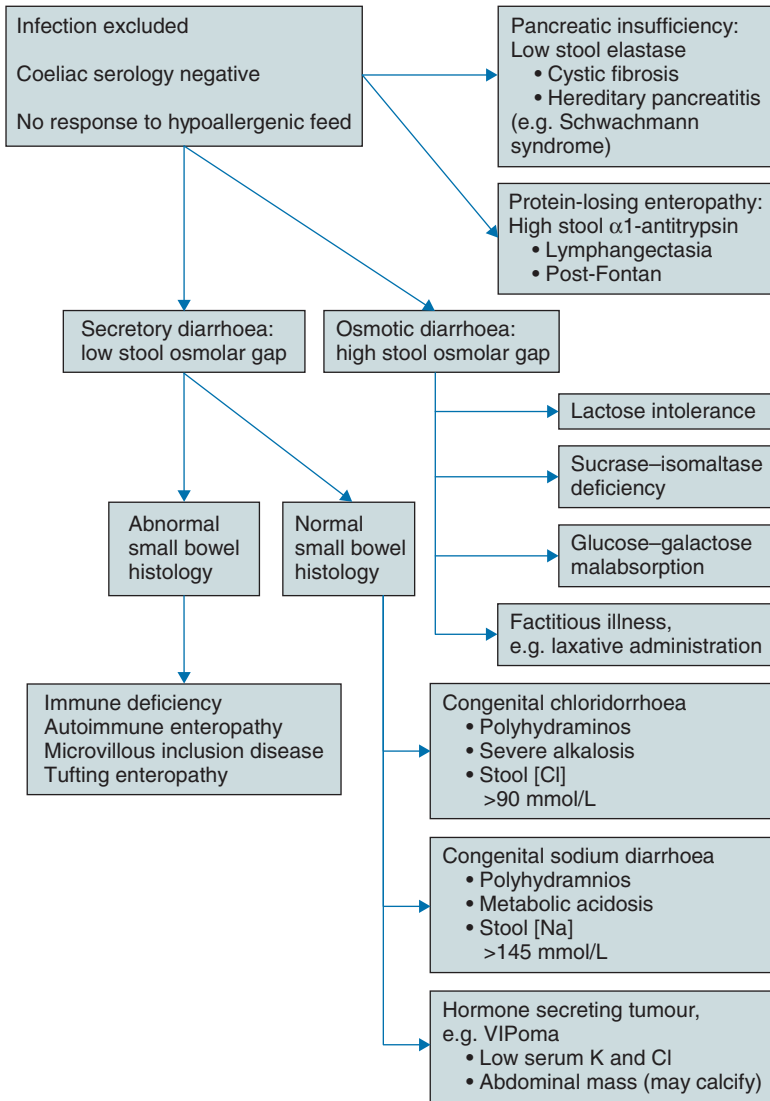 Infection excluded
Coeliac serology negative
No response to hypoallergenic feed
Pancreatic insufficiency:
Low stool elastase
• Cystic fibrosis
• Hereditary pancreatitis
(e.g. Schwachmann
syndrome)
Protein-losing enteropathy:
High stool α1-antitrypsin
• Lymphangectasia
• Post-Fontan
Secretory diarrhoea:
low stool osmolar gap
Osmotic diarrhoea:
high stool osmolar gap
Lactose intolerance
Sucrase–isomaltase
deficiency
Glucose–galactose
malabsorption
Factitious illness,
e.g. laxative administration
Abnormal
small bowel
histology
Normal
small bowel
histology
Immune deficiency
Autoimmune enteropathy
Microvillous inclusion disease
Tufting enteropathy
Congenital chloridorrhoea
• Polyhydraminos
• Severe alkalosis
• Stool [Cl]
>90 mmol/L
Congenital sodium diarrhoea
• Polyhydramnios
• Metabolic acidosis
• Stool [Na]
>145 mmol/L
Hormone secreting tumour,
e.g. VIPoma
• Low serum K and Cl
• Abdominal mass (may calcify)